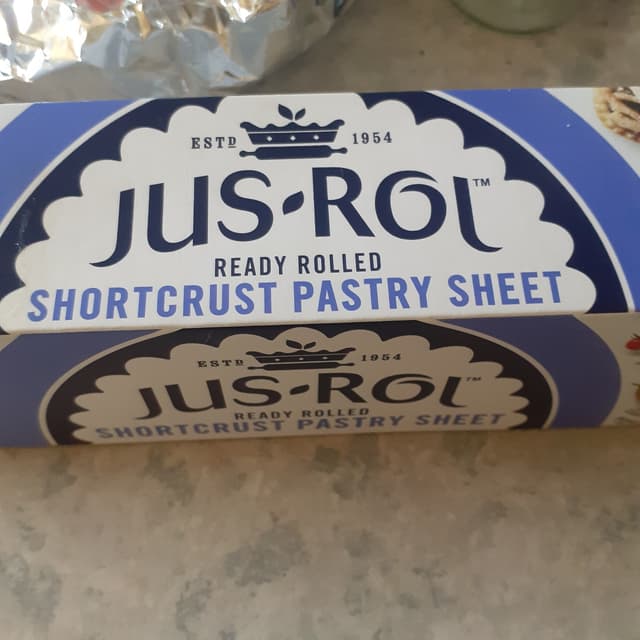 ESTD 1954
JUS-ROL™
READY ROLLED
SHORTCRUST PASTRY SHEET
ESTD 1954
JUS-ROL™
READY ROLLED
SHORTCRUST PASTRY SHEET